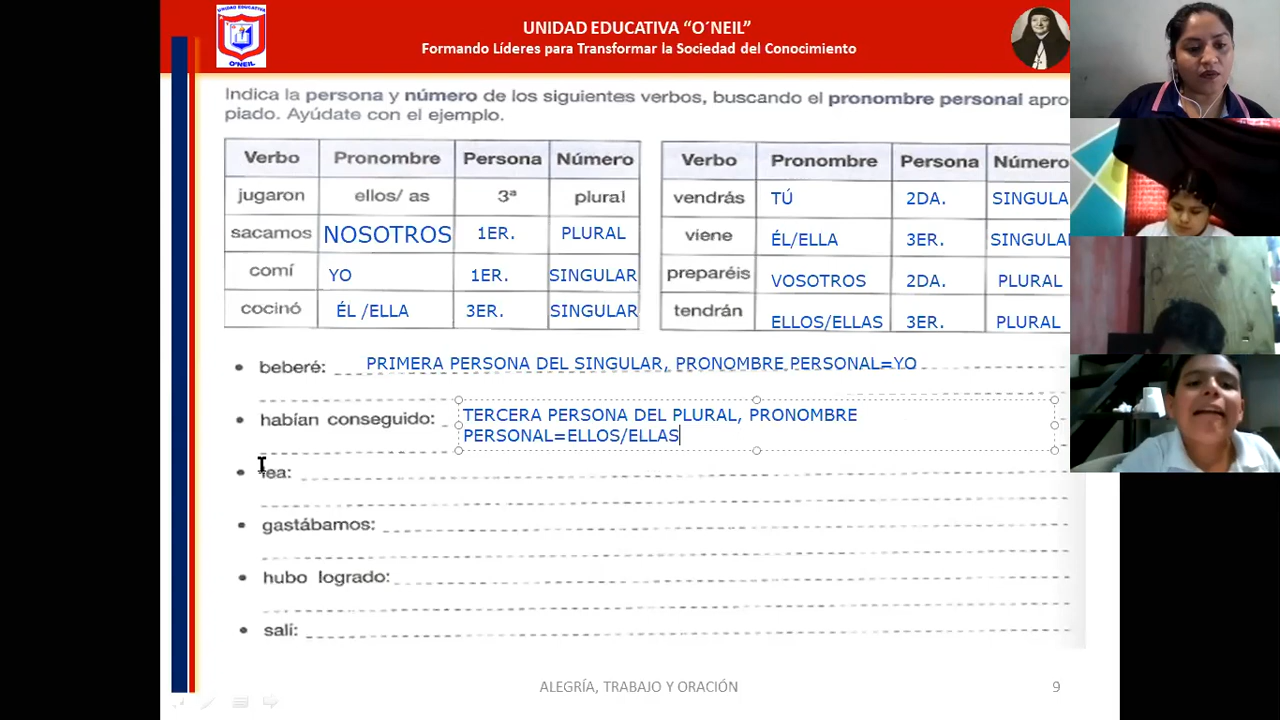 UNIDAD EDUCATIVA
O´NEIL
UNIDAD EDUCATIVA “O´NEIL”
Formando Líderes para Transformar la Sociedad del Conocimiento
Indica la persona y número de los siguientes verbos, buscando el pronombre personal apro
piado. Ayúdate con el ejemplo.
Verbo Pronombre Persona Número
jugaron ellos/ as 3ª plural
sacamos NOSOTROS 1ER. PLURAL
comí YO 1ER. SINGULAR
cocinó ÉL /ELLA 3ER. SINGULAR
Verbo Pronombre Persona Número
vendrás TÚ 2DA. SINGULA
viene ÉL/ELLA 3ER. SINGULA
preparéis VOSOTROS 2DA. PLURAL
tendrán ELLOS/ELLAS 3ER. PLURAL
• beberé: PRIMERA PERSONA DEL SINGULAR, PRONOMBRE PERSONAL=YO
• habían conseguido: TERCERA PERSONA DEL PLURAL, PRONOMBRE
PERSONAL=ELLOS/ELLAS
• lea:
• gastábamos:
• hubo logrado:
• salí:
ALEGRÍA, TRABAJO Y ORACIÓN
9